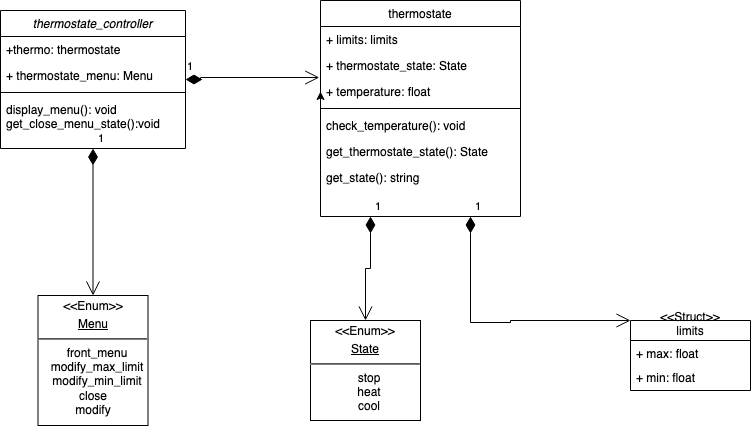 thermostate_controller
+thermo: thermostate
+ thermostate_menu: Menu
display_menu(): void
get_close_menu_state():void
1
1
thermostate
+ limits: limits
+ thermostate_state: State
+ temperature: float
check_temperature(): void
get_thermostate_state(): State
get_state(): string
1
1
<<Enum>>
Menu
front_menu
modify_max_limit
modify_min_limit
close
modify
<<Enum>>
State
stop
heat
cool
<<Struct>>
limits
+ max: float
+ min: float